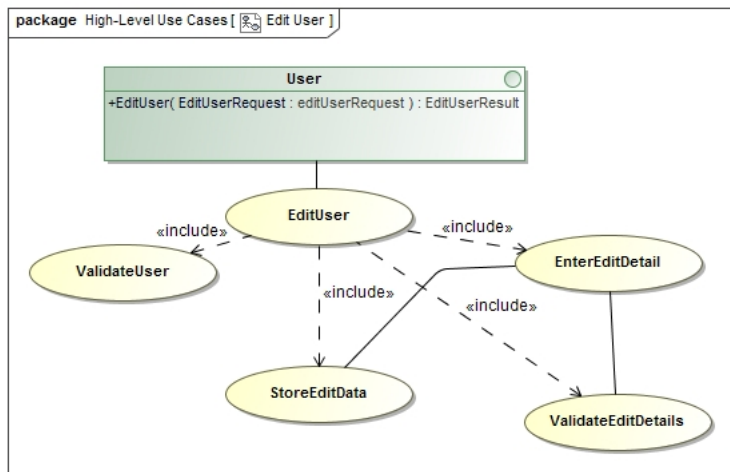 package High-Level Use Cases [ Edit User ]
User
+EditUser( EditUserRequest : editUserRequest ) : EditUserResult
EditUser
«include»
«include»
ValidateUser
EnterEditDetail
«include»
«include»
StoreEditData
ValidateEditDetails